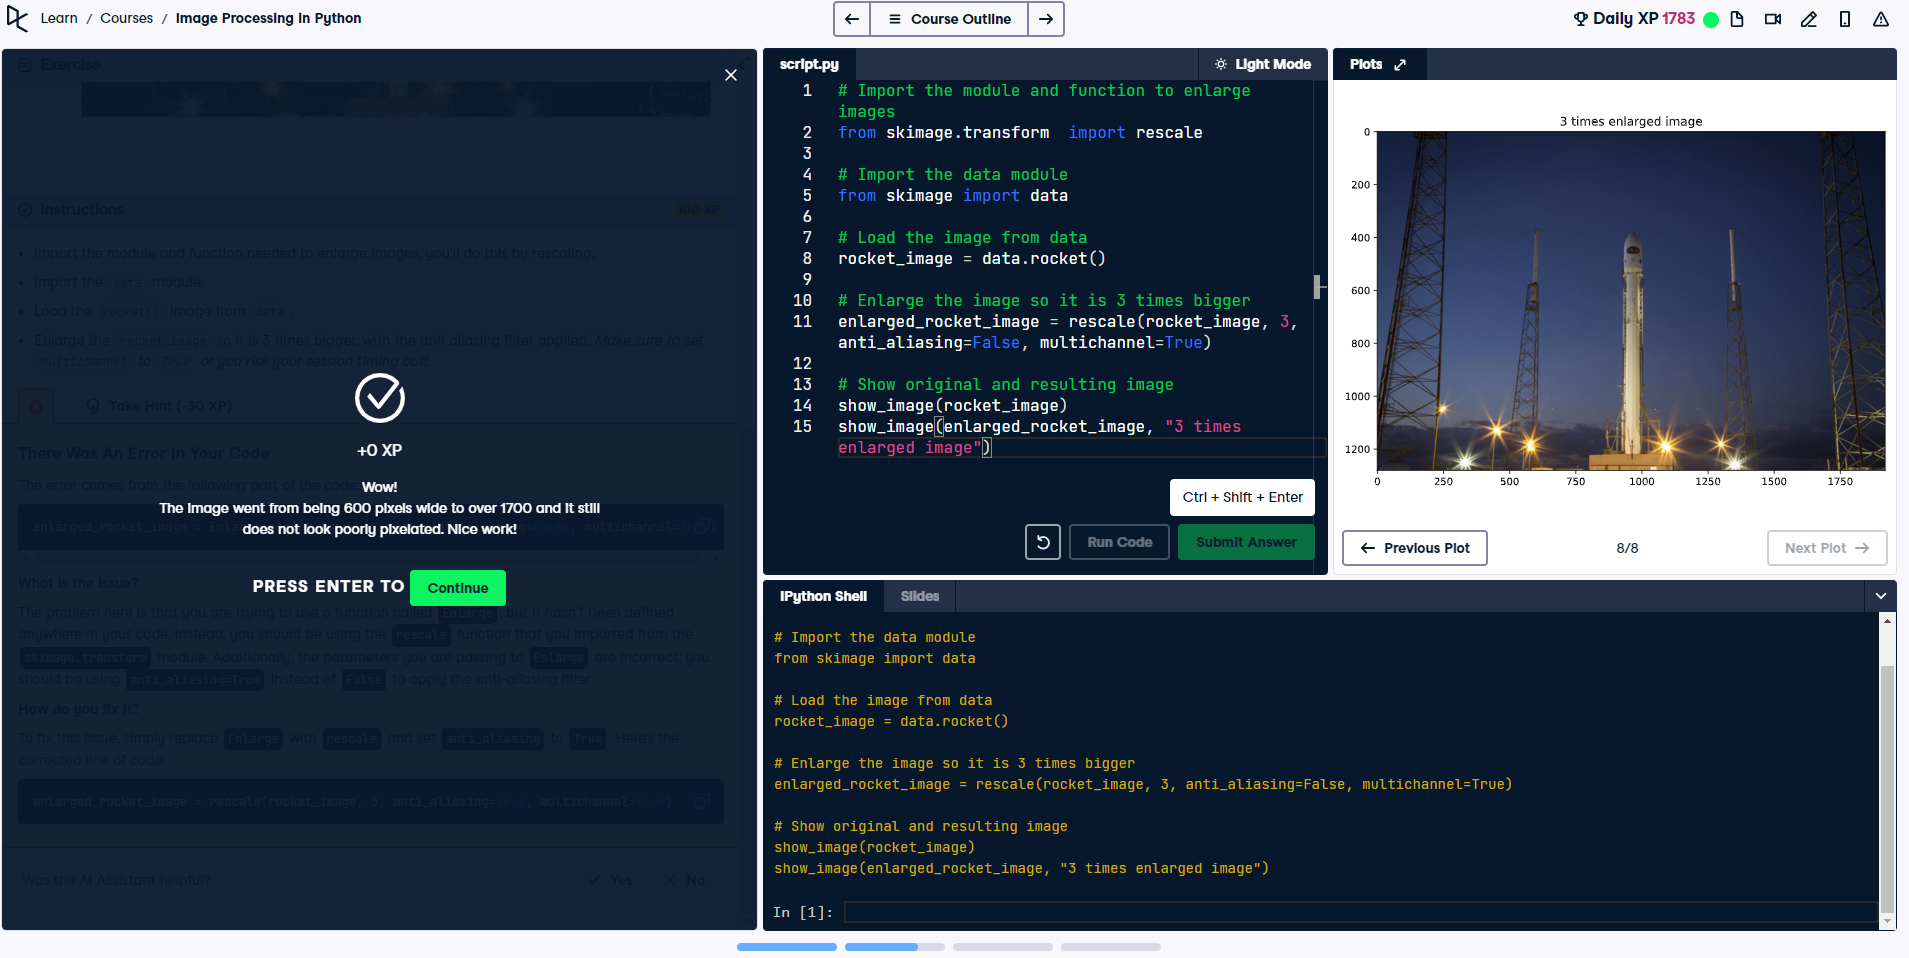 Learn / Courses / Image Processing in Python
Course Outline
Daily XP 1783
Exercise
Instructions
100 XP
Import the module and function needed to enlarge images, you'll do this by rescaling.
Import the data module.
Load the rocket() image from data.
Enlarge the rocket_image so it is 3 times bigger, with the anti aliasing filter applied. Make sure to set
multichannel to True or you risk your session timing out!
Take Hint (-30 XP)
There Was An Error In Your Code
The error comes from the following part of the code
enlarged_rocket_image =
multichannel=
What is the issue?
The problem here is that you are trying to use a function called Enlarge, but it hasn't been defined
anywhere in your code. Instead, you should be using the rescale function that you imported from the
skimage.transform module. Additionally, the parameters you are passing to Enlarge are incorrect; you
should be using anti_aliasing=True instead of False to apply the anti-aliasing filter.
How do you fix it?
To fix this issue, simply replace Enlarge with rescale and set anti_aliasing to True. Here's the
corrected line of code:
enlarged_rocket_image = rescale(rocket_image, 3, anti_aliasing=True, multichannel=True)
Was the AI Assistant helpful?
Yes
No
+0 XP
Wow!
The image went from being 600 pixels wide to over 1700 and it still
does not look poorly pixelated. Nice work!
PRESS ENTER TO Continue
script.py
Light Mode
1 # Import the module and function to enlarge
images
2 from skimage.transform  import rescale
3
4 # Import the data module
5 from skimage import data
6
7 # Load the image from data
8 rocket_image = data.rocket()
9
10 # Enlarge the image so it is 3 times bigger
11 enlarged_rocket_image = rescale(rocket_image, 3,
anti_aliasing=False, multichannel=True)
12
13 # Show original and resulting image
14 show_image(rocket_image)
15 show_image(enlarged_rocket_image, "3 times
enlarged image")
Ctrl + Shift + Enter
Run Code
Submit Answer
Plots
3 times enlarged image
0
200
400
600
800
1000
1200
0 250 500 750 1000 1250 1500 1750
Previous Plot
8/8
Next Plot
IPython Shell
Slides
# Import the data module
from skimage import data
# Load the image from data
rocket_image = data.rocket()
# Enlarge the image so it is 3 times bigger
enlarged_rocket_image = rescale(rocket_image, 3, anti_aliasing=False, multichannel=True)
# Show original and resulting image
show_image(rocket_image)
show_image(enlarged_rocket_image, "3 times enlarged image")
In [1]: